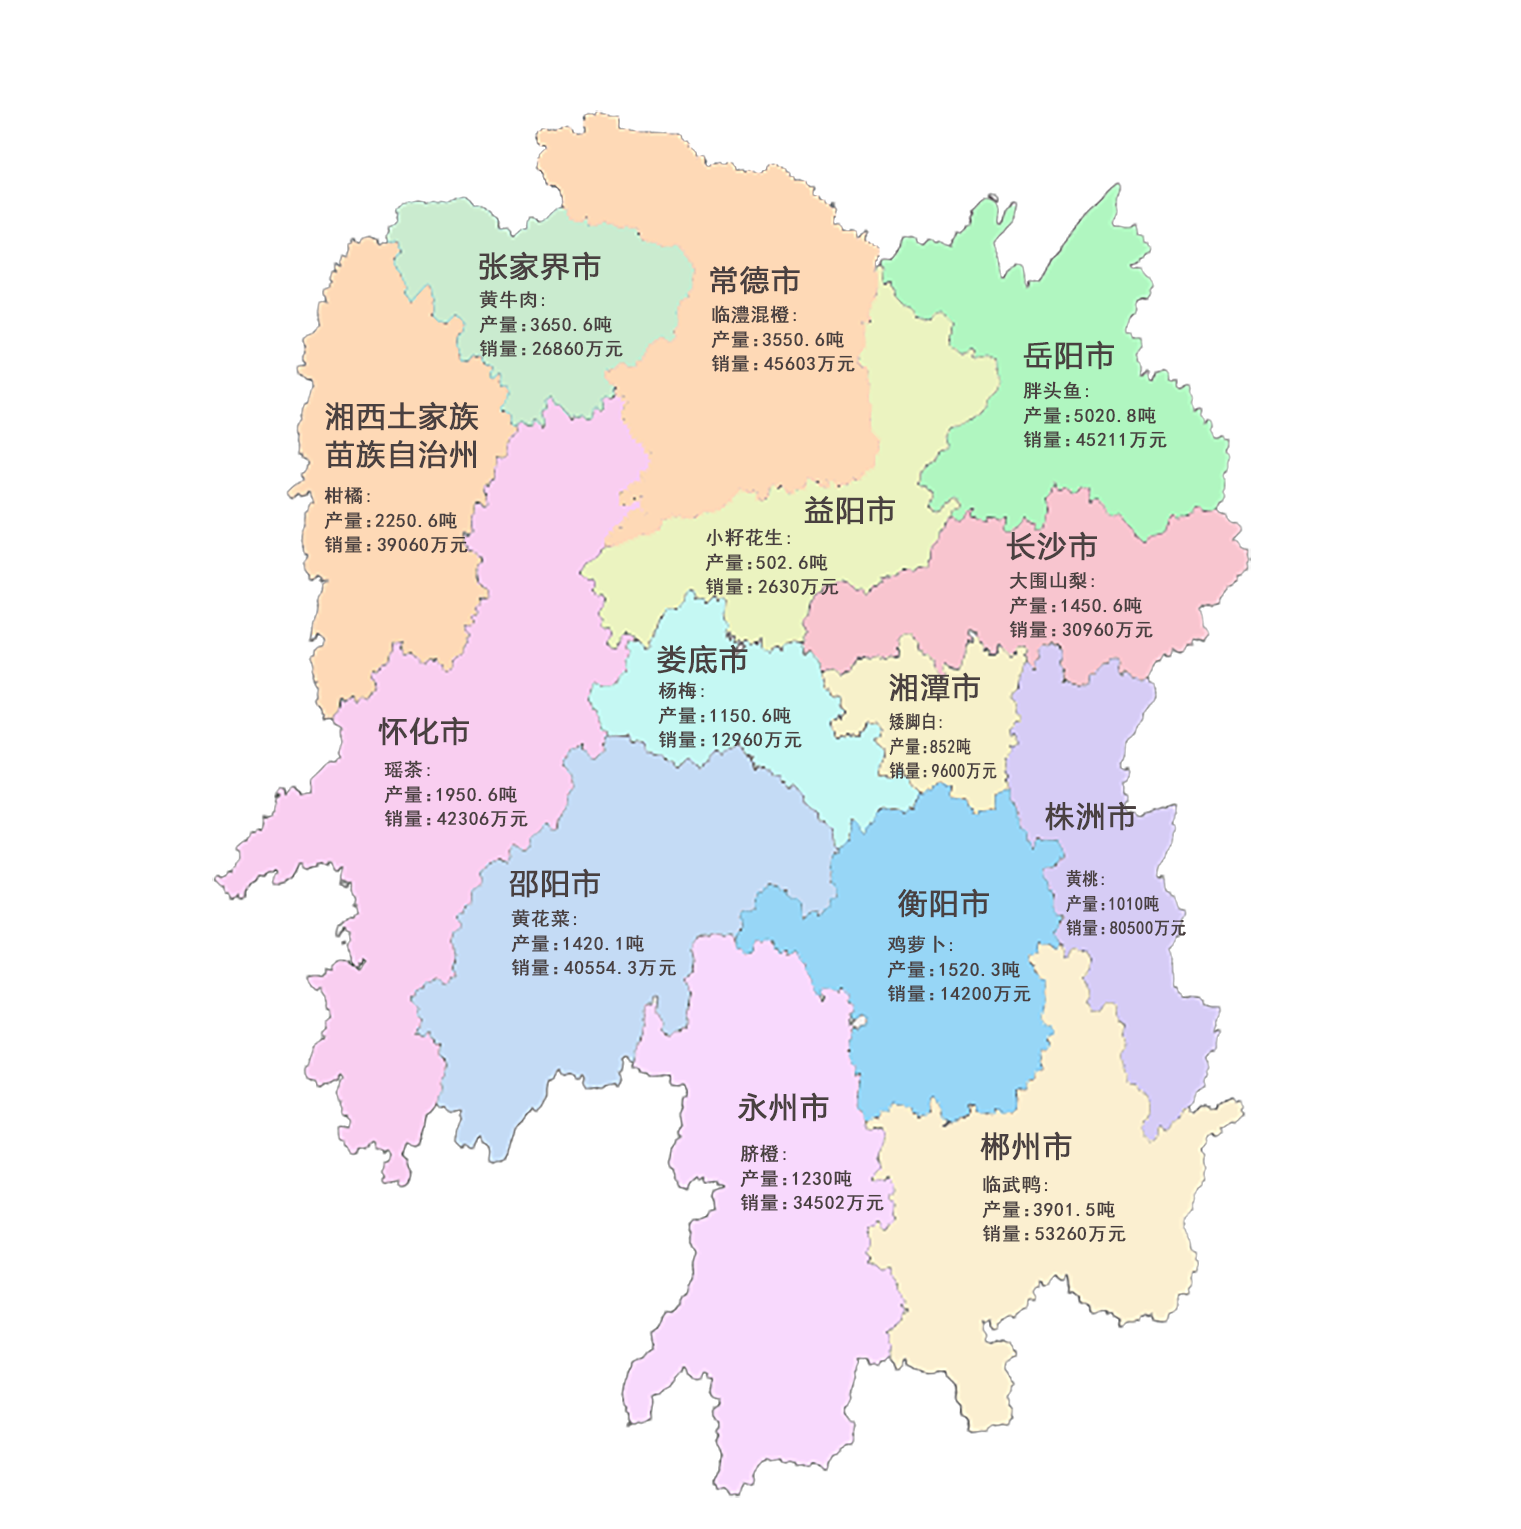 张家界市
黄牛肉:
产量:3650.6吨
销量:26860万元
常德市
临澧混橙:
产量:3550.6吨
销量:45603万元
岳阳市
胖头鱼:
产量:5020.8吨
销量:45211万元
湘西土家族
苗族自治州
柑橘:
产量:2250.6吨
销量:39060万元
益阳市
小籽花生:
产量:502.6吨
销量:2630万元
长沙市
大围山梨:
产量:1450.6吨
销量:30960万元
娄底市
杨梅:
产量:1150.6吨
销量:12960万元
湘潭市
矮脚白:
产量:852吨
销量:9600万元
怀化市
瑶茶:
产量:1950.6吨
销量:42306万元
株洲市
黄桃:
产量:1010吨
销量:80500万元
邵阳市
黄花菜:
产量:1420.1吨
销量:40554.3万元
衡阳市
鸡萝卜:
产量:1520.3吨
销量:14200万元
永州市
脐橙:
产量:1230吨
销量:34502万元
郴州市
临武鸭:
产量:3901.5吨
销量:53260万元